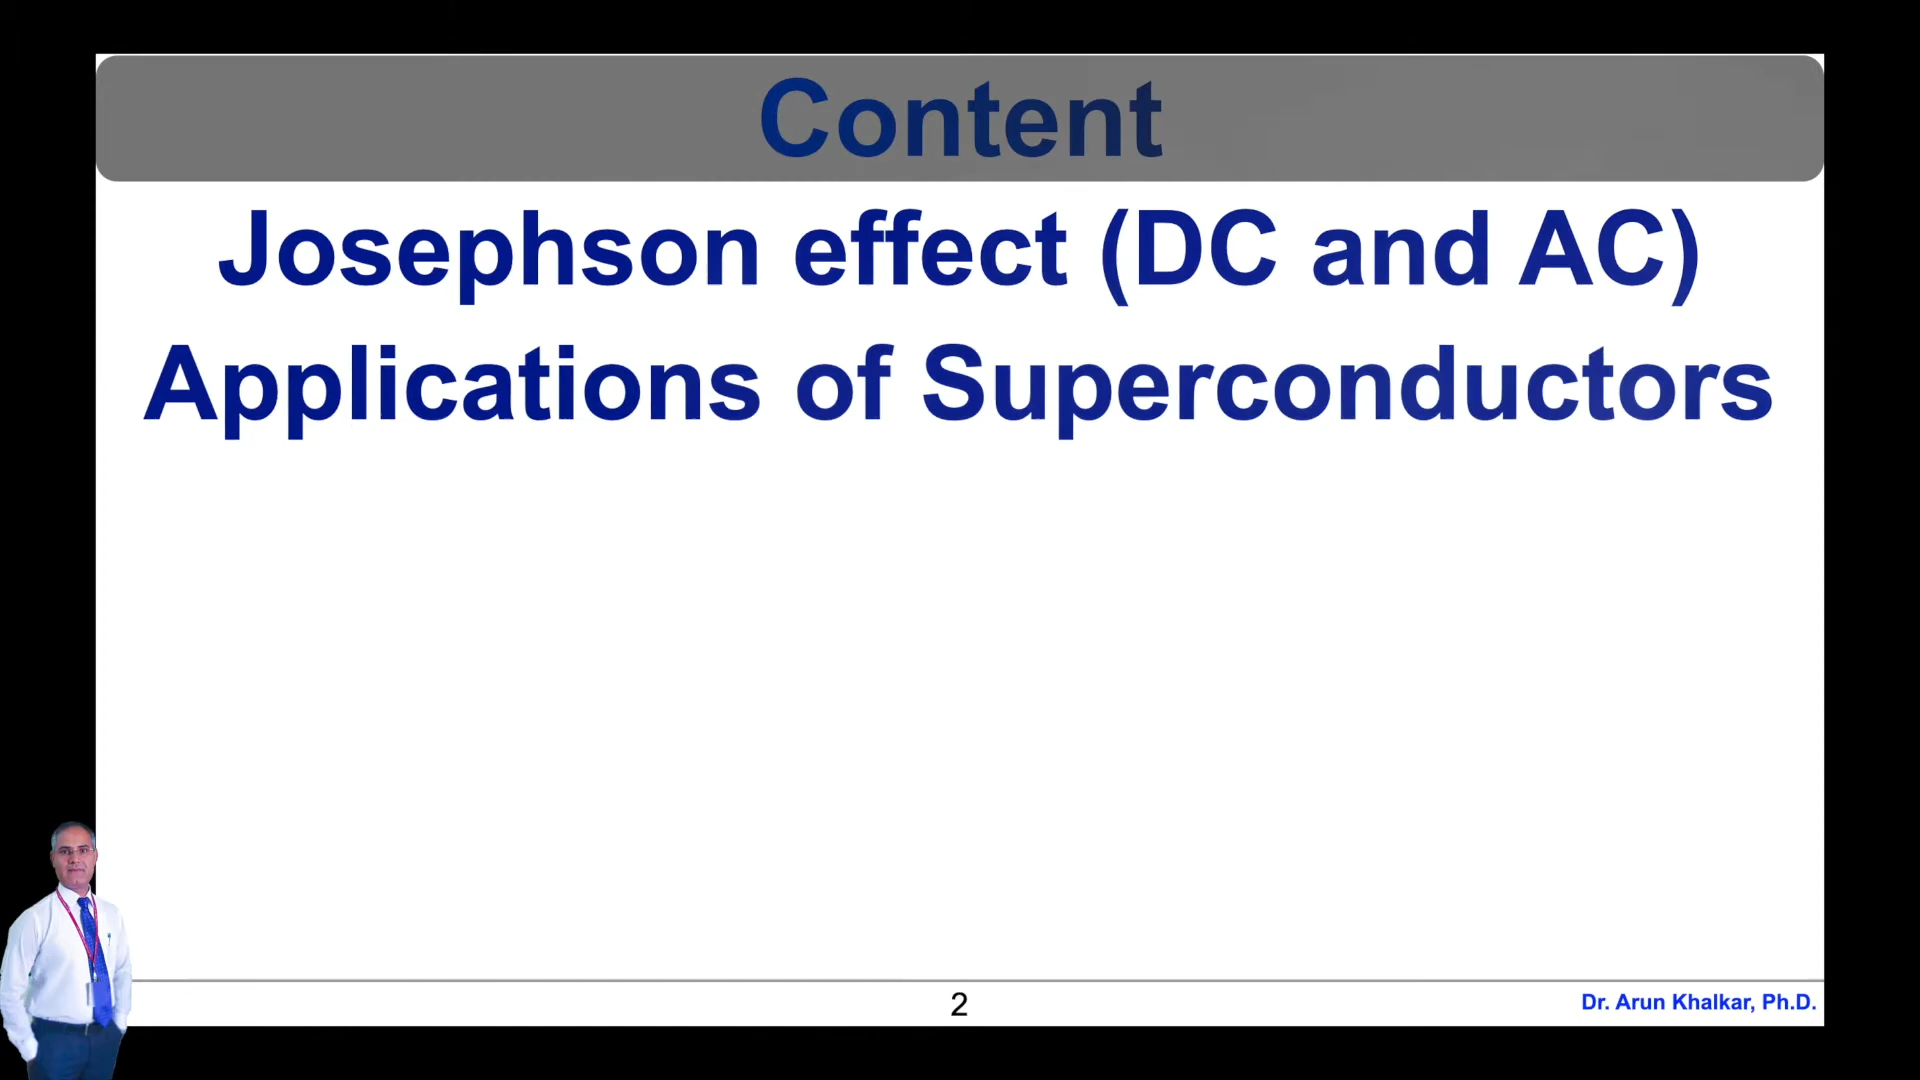 Content
Josephson effect (DC and AC)
Applications of Superconductors
2
Dr. Arun Khalkar, Ph.D.